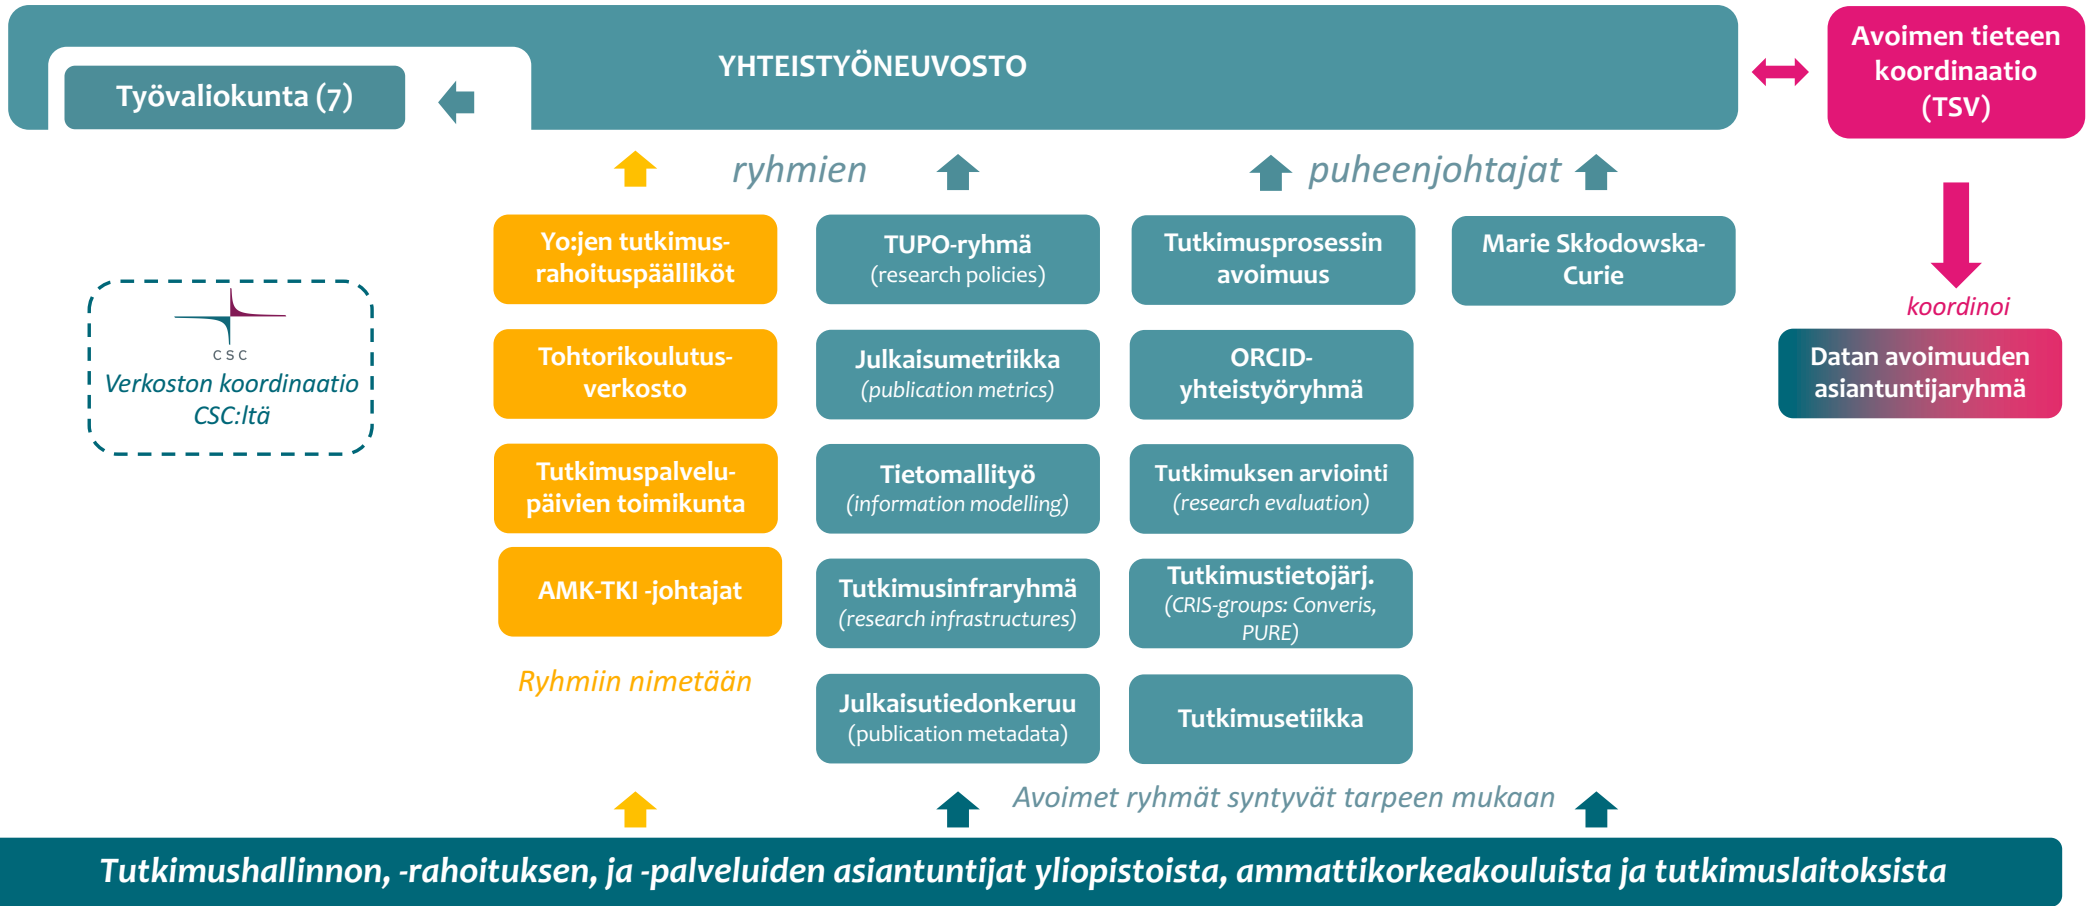 YHTEISTYÖNEUVOSTO
Työvaliokunta (7)
Avoimen tieteen
koordinaatio
(TSV)
ryhmien
puheenjohtajat
Yo:jen tutkimus-
rahoituspäälliköt
Tohtorikoulutus-
verkosto
Tutkimuspalvelu-
päivien toimikunta
AMK-TKI -johtajat
Ryhmiin nimetään
TUPO-ryhmä
(research policies)
Julkaisumetriikka
(publication metrics)
Tietomallityö
(information modelling)
Tutkimusinfraryhmä
(research infrastructures)
Julkaisutiedonkeruu
(publication metadata)
Tutkimusprosessin
avoimuus
ORCID-
yhteistyöryhmä
Tutkimuksen arviointi
(research evaluation)
Tutkimustietojärj.
(CRIS-groups: Converis,
PURE)
Tutkimusetiikka
Marie Skłodowska-
Curie
koordinoi
Datan avoimuuden
asiantuntijaryhmä
CSC
Verkoston koordinaatio
CSC:ltä
Avoimet ryhmät syntyvät tarpeen mukaan
Tutkimushallinnon, -rahoituksen, ja -palveluiden asiantuntijat yliopistoista, ammattikorkeakouluista ja tutkimuslaitoksista